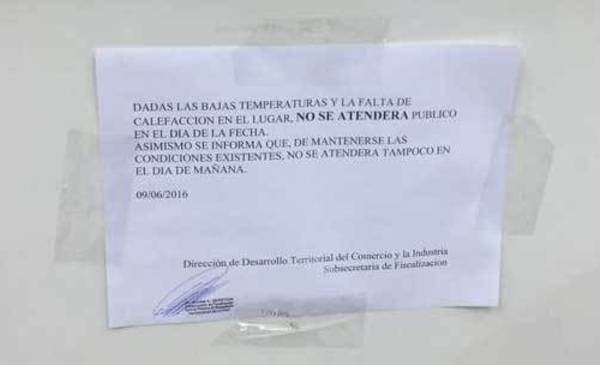 DADAS LAS BAJAS TEMPERATURAS Y LA FALTA DE
CALEFACCION EN EL LUGAR, NO SE ATENDERA PUBLICO
EN EL DIA DE LA FECHA.
ASIMISMO SE INFORMA QUE, DE MANTENERSE LAS
CONDICIONES EXISTENTES, NO SE ATENDERA TAMPOCO EN
EL DIA DE MAÑANA.
09/06/2016
Dirección de Desarrollo Territorial del Comercio y la Industria
Subsecretaria de Fiscalizacion